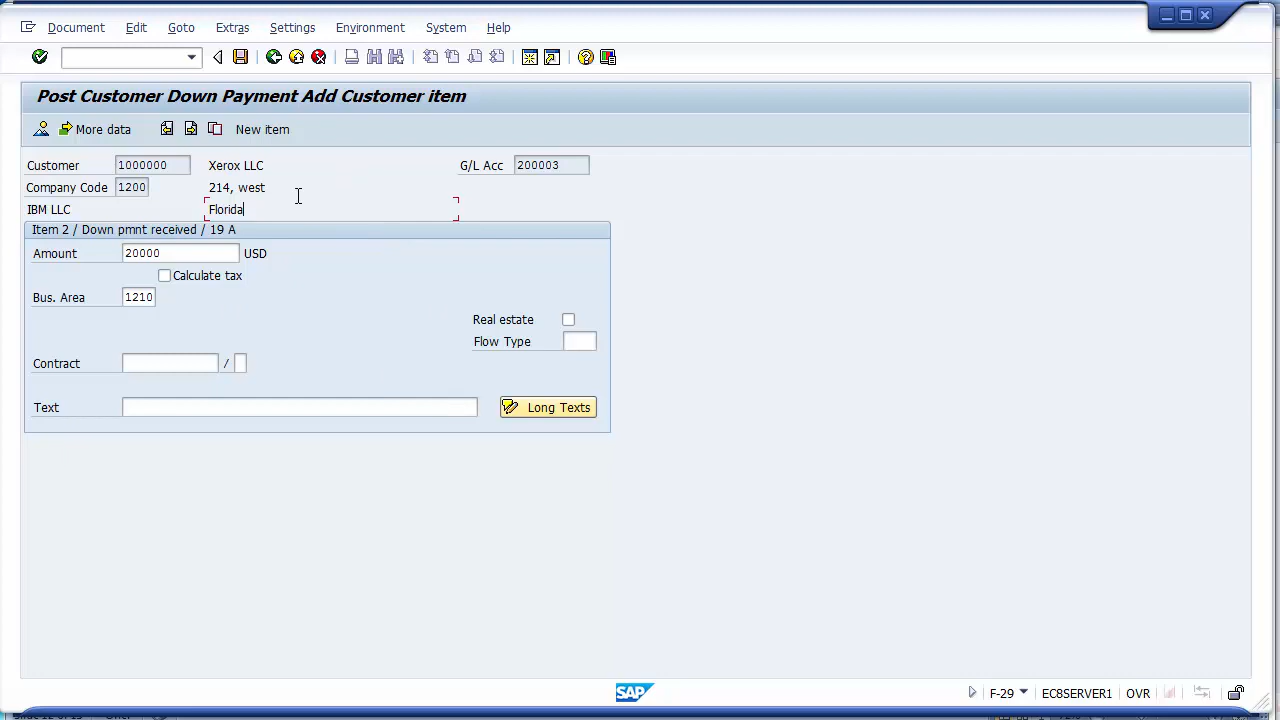 Document Edit Goto Extras Settings Environment System Help
Post Customer Down Payment Add Customer item
More data New item
Customer 1000000 Xerox LLC G/L Acc 200003
Company Code 1200 214, west
IBM LLC Florida
Item 2 / Down pmnt received / 19 A
Amount 20000 USD
Calculate tax
Bus. Area 1210
Real estate
Flow Type
Contract /
Text Long Texts
SAP F-29 EC8SERVER1 OVR